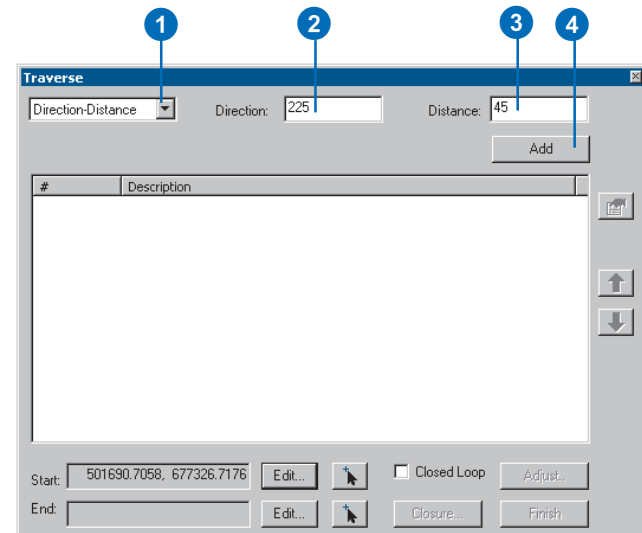 1 2 3 4
Traverse
Direction-Distance Direction: 225 Distance: 45
Add
# Description
Start: 501690.7058, 677326.7176 Edit... Closed Loop Adjust..
End: Edit... Closure... Finish